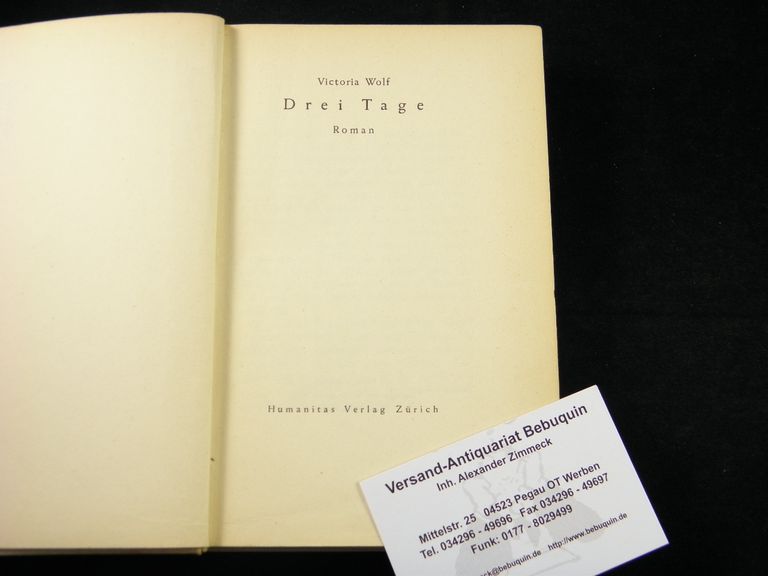 Victoria Wolf
Drei Tage
Roman
Humanitas Verlag Zürich
Versand-Antiquariat Bebuquin
Inh. Alexander Zimmeck
Mittelstr. 25 04523 Pegau OT Werben
Tel. 034296 - 49696 Fax 034296 - 49697
Funk: 0177 - 8029499
http://www.bebuquin.de